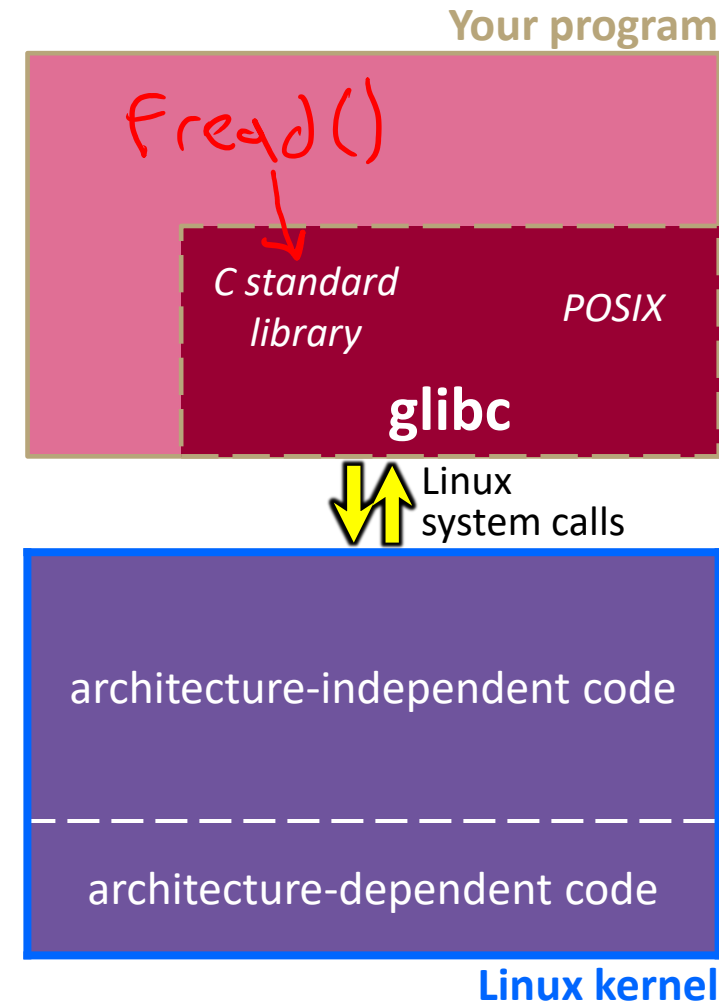 Your program
fread()
C standard
library
POSIX
glibc
Linux
system calls
architecture-independent code
architecture-dependent code
Linux kernel